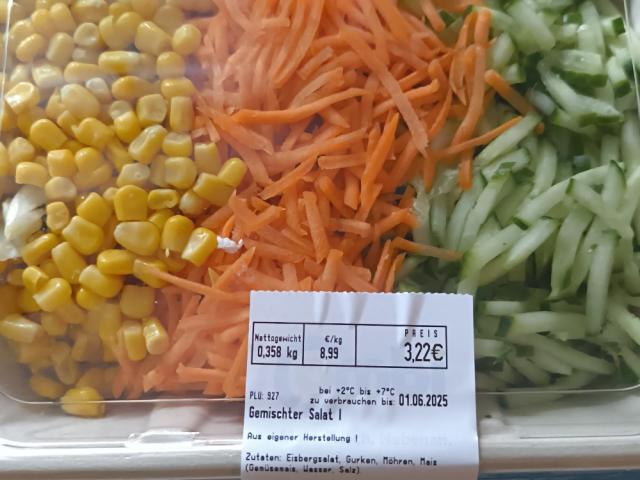 Nettogewicht €/kg PREIS
0,358 kg 8,99 3,22€
bei +2°C bis +7°C
PLU: 927 zu verbrauchen bis: 01.06.2025
Gemischter Salat I
Aus eigener Herstellung !
Zutaten: Eisbergsalat, Gurken, Möhren, Mais
(Gemüsemais, Wasser, Salz)